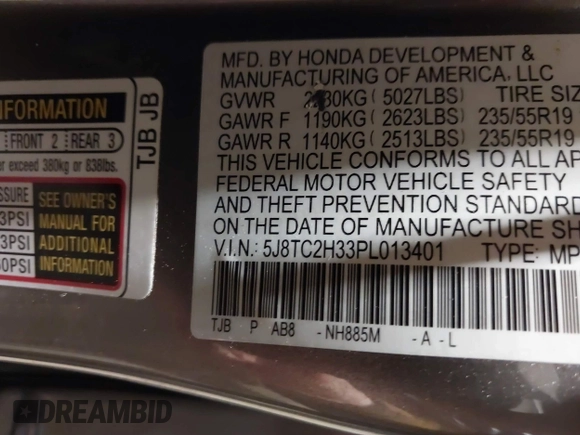 INFORMATION
FRONT 2 REAR 3
or exceed 380kg or 838lbs.
SEE OWNER'S
MANUAL FOR
ADDITIONAL
INFORMATION
3PSI
3PSI
60PSI
TJB JB
MFD. BY HONDA DEVELOPMENT &
MANUFACTURING OF AMERICA, LLC
GVWR 2280KG ( 5027LBS) TIRE SIZ
GAWR F 1190KG ( 2623LBS) 235/55R19
GAWR R 1140KG ( 2513LBS) 235/55R19
THIS VEHICLE CONFORMS TO ALL AP
FEDERAL MOTOR VEHICLE SAFETY
AND THEFT PREVENTION STANDARD
ON THE DATE OF MANUFACTURE SH
V.I.N.: 5J8TC2H33PL013401 TYPE: MP
TJB P AB8 -NH885M -A -L
DREAMBID